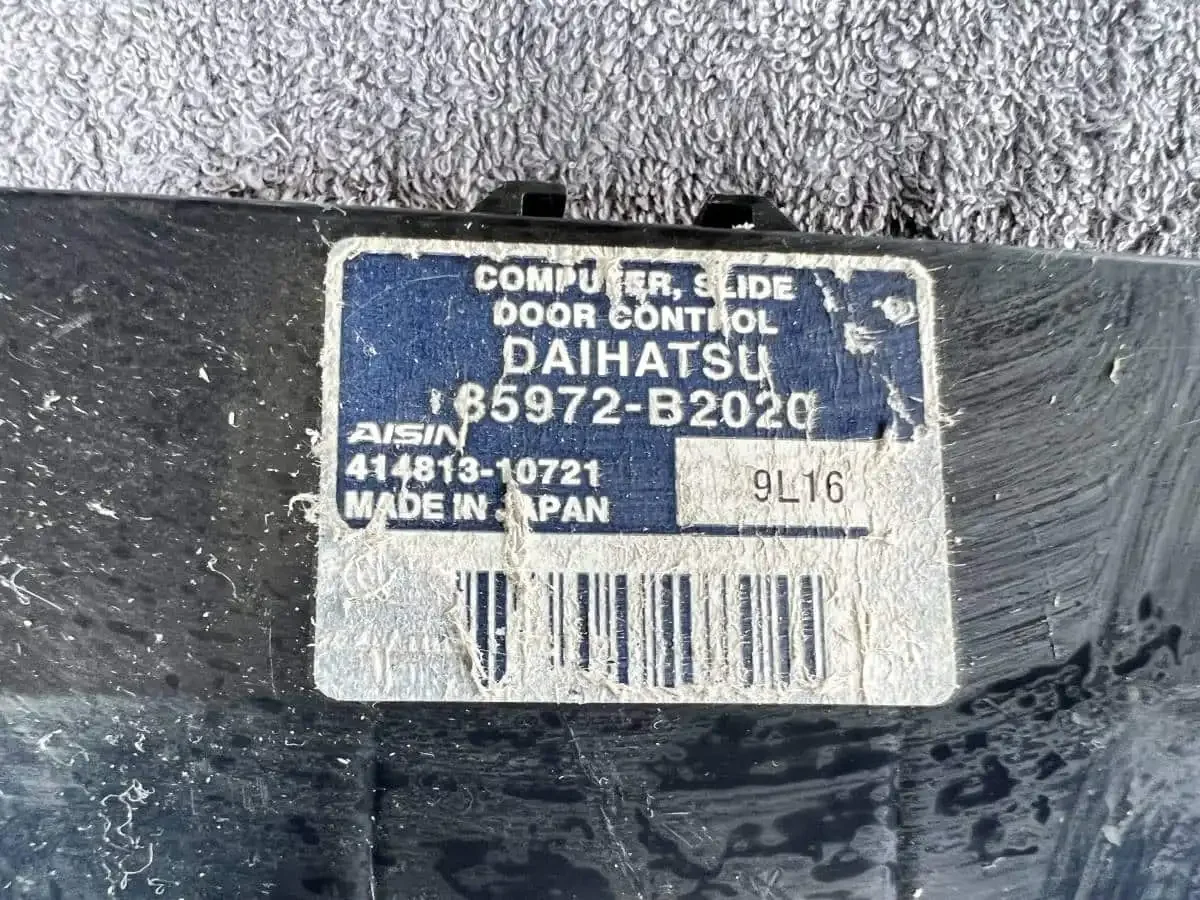 COMPUTER, SLIDE
DOOR CONTROL
DAIHATSU
85972-B2020
AISIN
414813-10721
MADE IN JAPAN
9L16